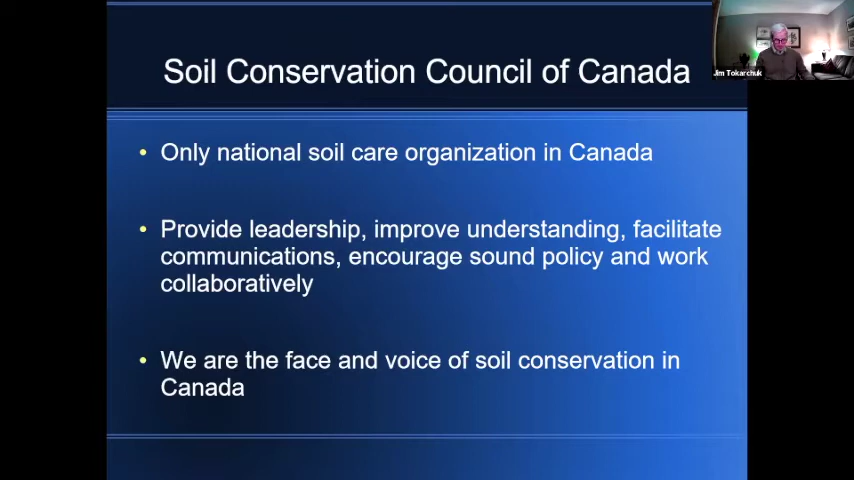 Soil Conservation Council of Canada
Jim Tokarchuk
• Only national soil care organization in Canada
• Provide leadership, improve understanding, facilitate
communications, encourage sound policy and work
collaboratively
• We are the face and voice of soil conservation in
Canada